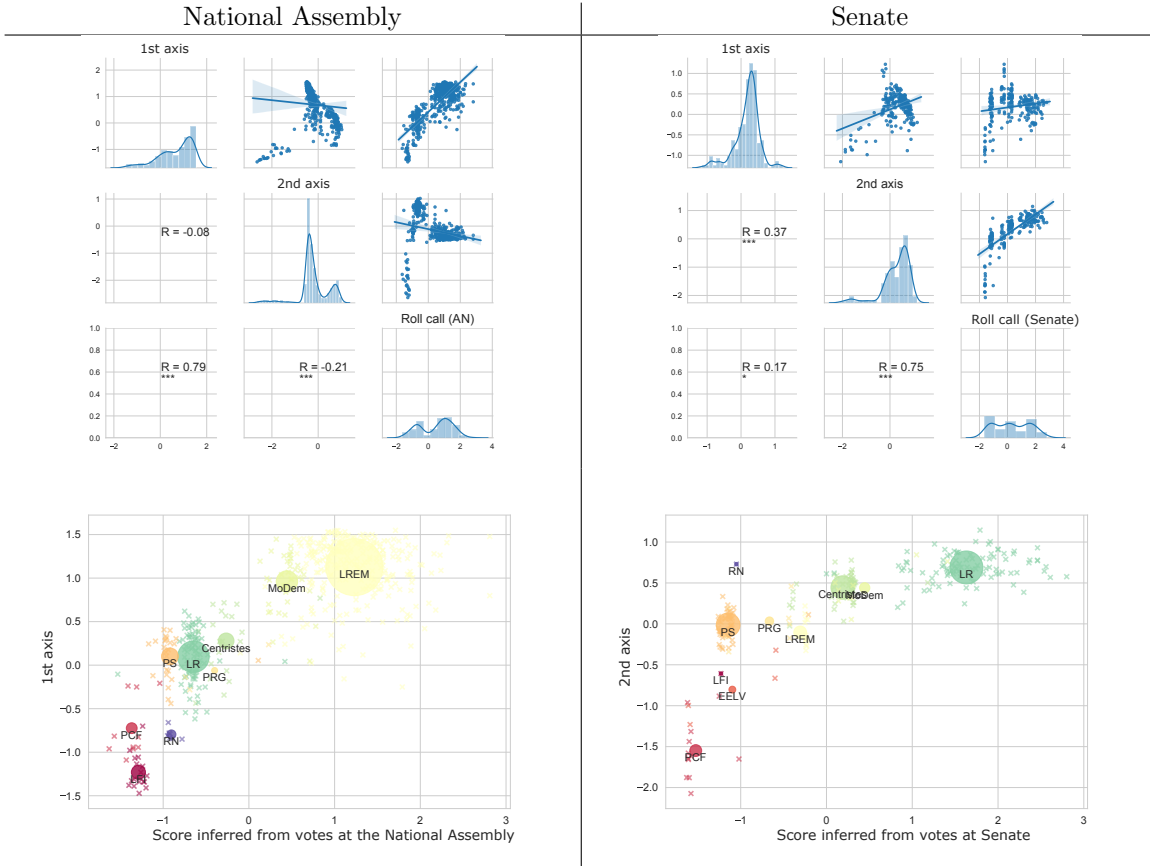 National Assembly
Senate
1st axis
2
1
0
−1
2nd axis
1
0
−1
−2
R = -0.08
Roll call (AN)
1.0
0.8
0.6
0.4
0.2
0.0
R = 0.79
***
R = -0.21
***
−2
0
2
−2
0
−2
0
2
4
1st axis
1.0
0.5
0.0
−0.5
−1.0
2nd axis
1
0
−1
−2
R = 0.37
***
Roll call (Senate)
1.0
0.8
0.6
0.4
0.2
0.0
R = 0.17
*
R = 0.75
***
−1
0
1
−2
0
−2
0
2
4
1st axis
1.5
1.0
0.5
0.0
−0.5
−1.0
−1.5
LREM
MoDem
Centristes
PS
LR
PRG
PCF
RN
LFI
−1
0
1
2
3
Score inferred from votes at the National Assembly
2nd axis
1.0
0.5
0.0
−0.5
−1.0
−1.5
−2.0
RN
LR
Centristes
MoDem
PS
PRG
LREM
LFI
EELV
PCF
−1
0
1
2
3
Score inferred from votes at Senate